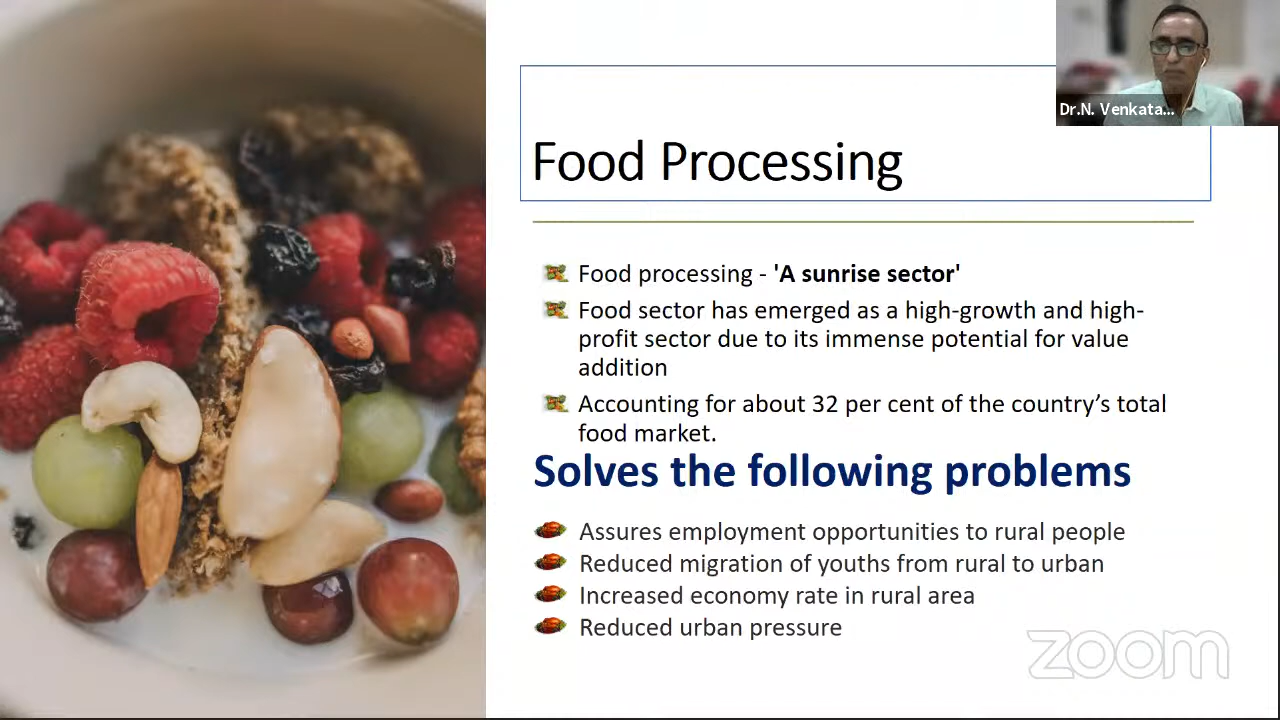 Dr.N. Venkata...
Food Processing
Food processing - 'A sunrise sector'
Food sector has emerged as a high-growth and high-
profit sector due to its immense potential for value
addition
Accounting for about 32 per cent of the country’s total
food market.
Solves the following problems
Assures employment opportunities to rural people
Reduced migration of youths from rural to urban
Increased economy rate in rural area
Reduced urban pressure
zoom